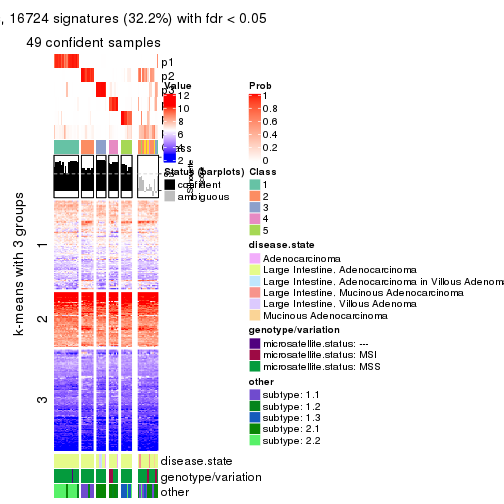 , 16724 signatures (32.2%) with fdr < 0.05
49 confident samples
p1
p2
Value
12
10
8
6
4
2
Prob
1
0.8
0.6
0.4
0.2
0
Status (barplots)
confident
ambiguous
Class
1
2
3
4
5
k-means with 3 groups
1
2
3
disease.state
Adenocarcinoma
Large Intestine. Adenocarcinoma
Large Intestine. Adenocarcinoma in Villous Adenom
Large Intestine. Mucinous Adenocarcinoma
Large Intestine. Villous Adenoma
Mucinous Adenocarcinoma
genotype/variation
microsatellite.status: ---
microsatellite.status: MSI
microsatellite.status: MSS
other
subtype: 1.1
subtype: 1.2
subtype: 1.3
subtype: 2.1
subtype: 2.2
disease.state
genotype/variation
other